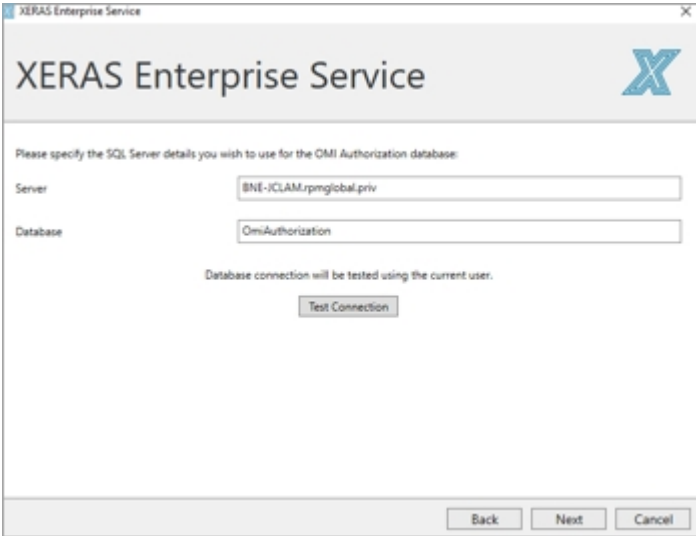 XERAS Enterprise Service
XERAS Enterprise Service
Please specify the SQL Server details you wish to use for the OMI Authorization database:
Server BNE-JCLAM.rpmglobal.priv
Database OmiAuthorization
Database connection will be tested using the current user.
Test Connection
Back Next Cancel